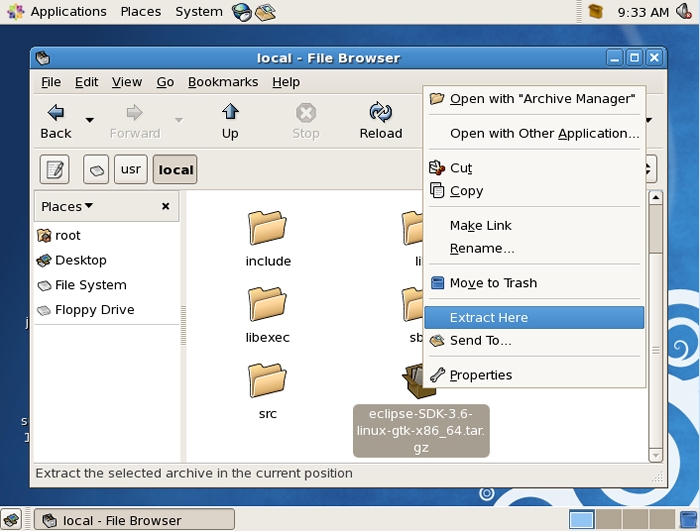 Applications Places System 9:33 AM
local - File Browser
File Edit View Go Bookmarks Help
Back Forward Up Stop Reload
usr local
Places
root
Desktop
File System
Floppy Drive
include
libexec
src
eclipse-SDK-3.6-
linux-gtk-x86_64.tar.
gz
Open with "Archive Manager"
Open with Other Application...
Cut
Copy
Make Link
Rename...
Move to Trash
Extract Here
Send To...
Properties
Extract the selected archive in the current position
local - File Browser